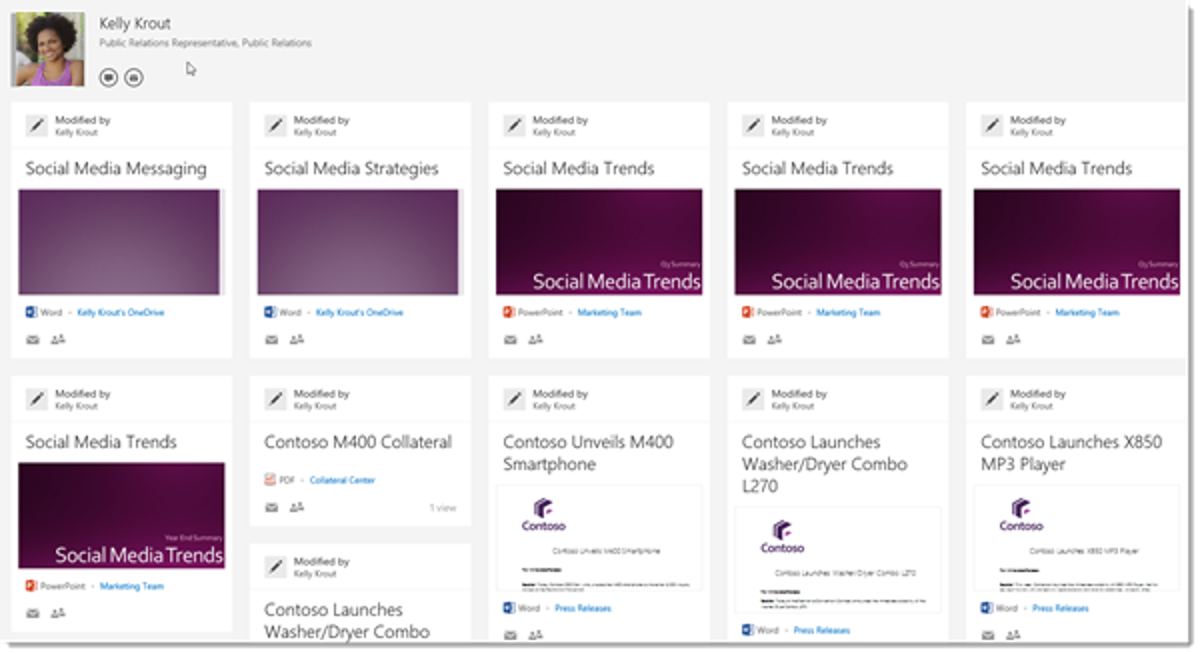 Kelly Krout
Public Relations Representative, Public Relations
Modified by
Kelly Krout
Social Media Messaging
Word • Kelly Krout's OneDrive
Modified by
Kelly Krout
Social Media Strategies
Word • Kelly Krout's OneDrive
Modified by
Kelly Krout
Social Media Trends
Summary
Social Media Trends
PowerPoint • Marketing Team
Modified by
Kelly Krout
Social Media Trends
Summary
Social Media Trends
PowerPoint • Marketing Team
Modified by
Kelly Krout
Social Media Trends
Summary
Social Media Trends
PowerPoint • Marketing Team
Modified by
Kelly Krout
Social Media Trends
Year End Summary
Social Media Trends
PowerPoint • Marketing Team
Modified by
Kelly Krout
Contoso M400 Collateral
PDF • Collateral Center
1 view
Modified by
Kelly Krout
Contoso Launches
Washer/Dryer Combo
Modified by
Kelly Krout
Contoso Unveils M400
Smartphone
Contoso
Contoso Unveils M400 Smartphone
Word • Press Releases
Modified by
Kelly Krout
Contoso Launches
Washer/Dryer Combo
L270
Contoso
Contoso Launches Washer/Dryer Combo L270
Word • Press Releases
Modified by
Kelly Krout
Contoso Launches X850
MP3 Player
Contoso
Contoso Launches X850 MP3 Player
Word • Press Releases